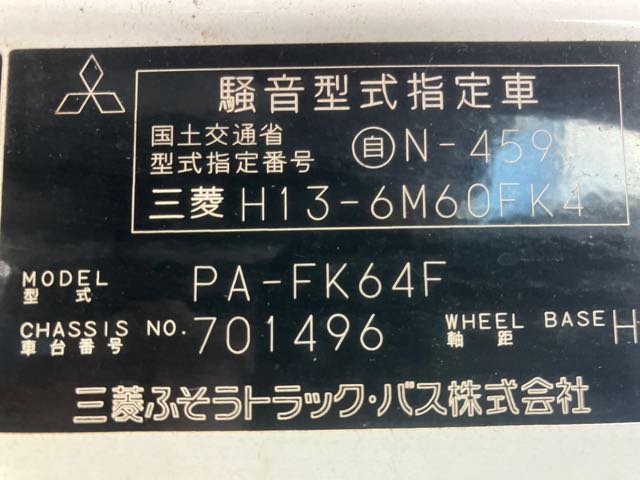 騒音型式指定車
国土交通省
型式指定番号 自N-459
三菱 H13-6M60FK4
MODEL 型式 PA-FK64F
CHASSIS NO. 車台番号 701496 WHEEL BASE 軸距 H
三菱ふそうトラック・バス株式会社